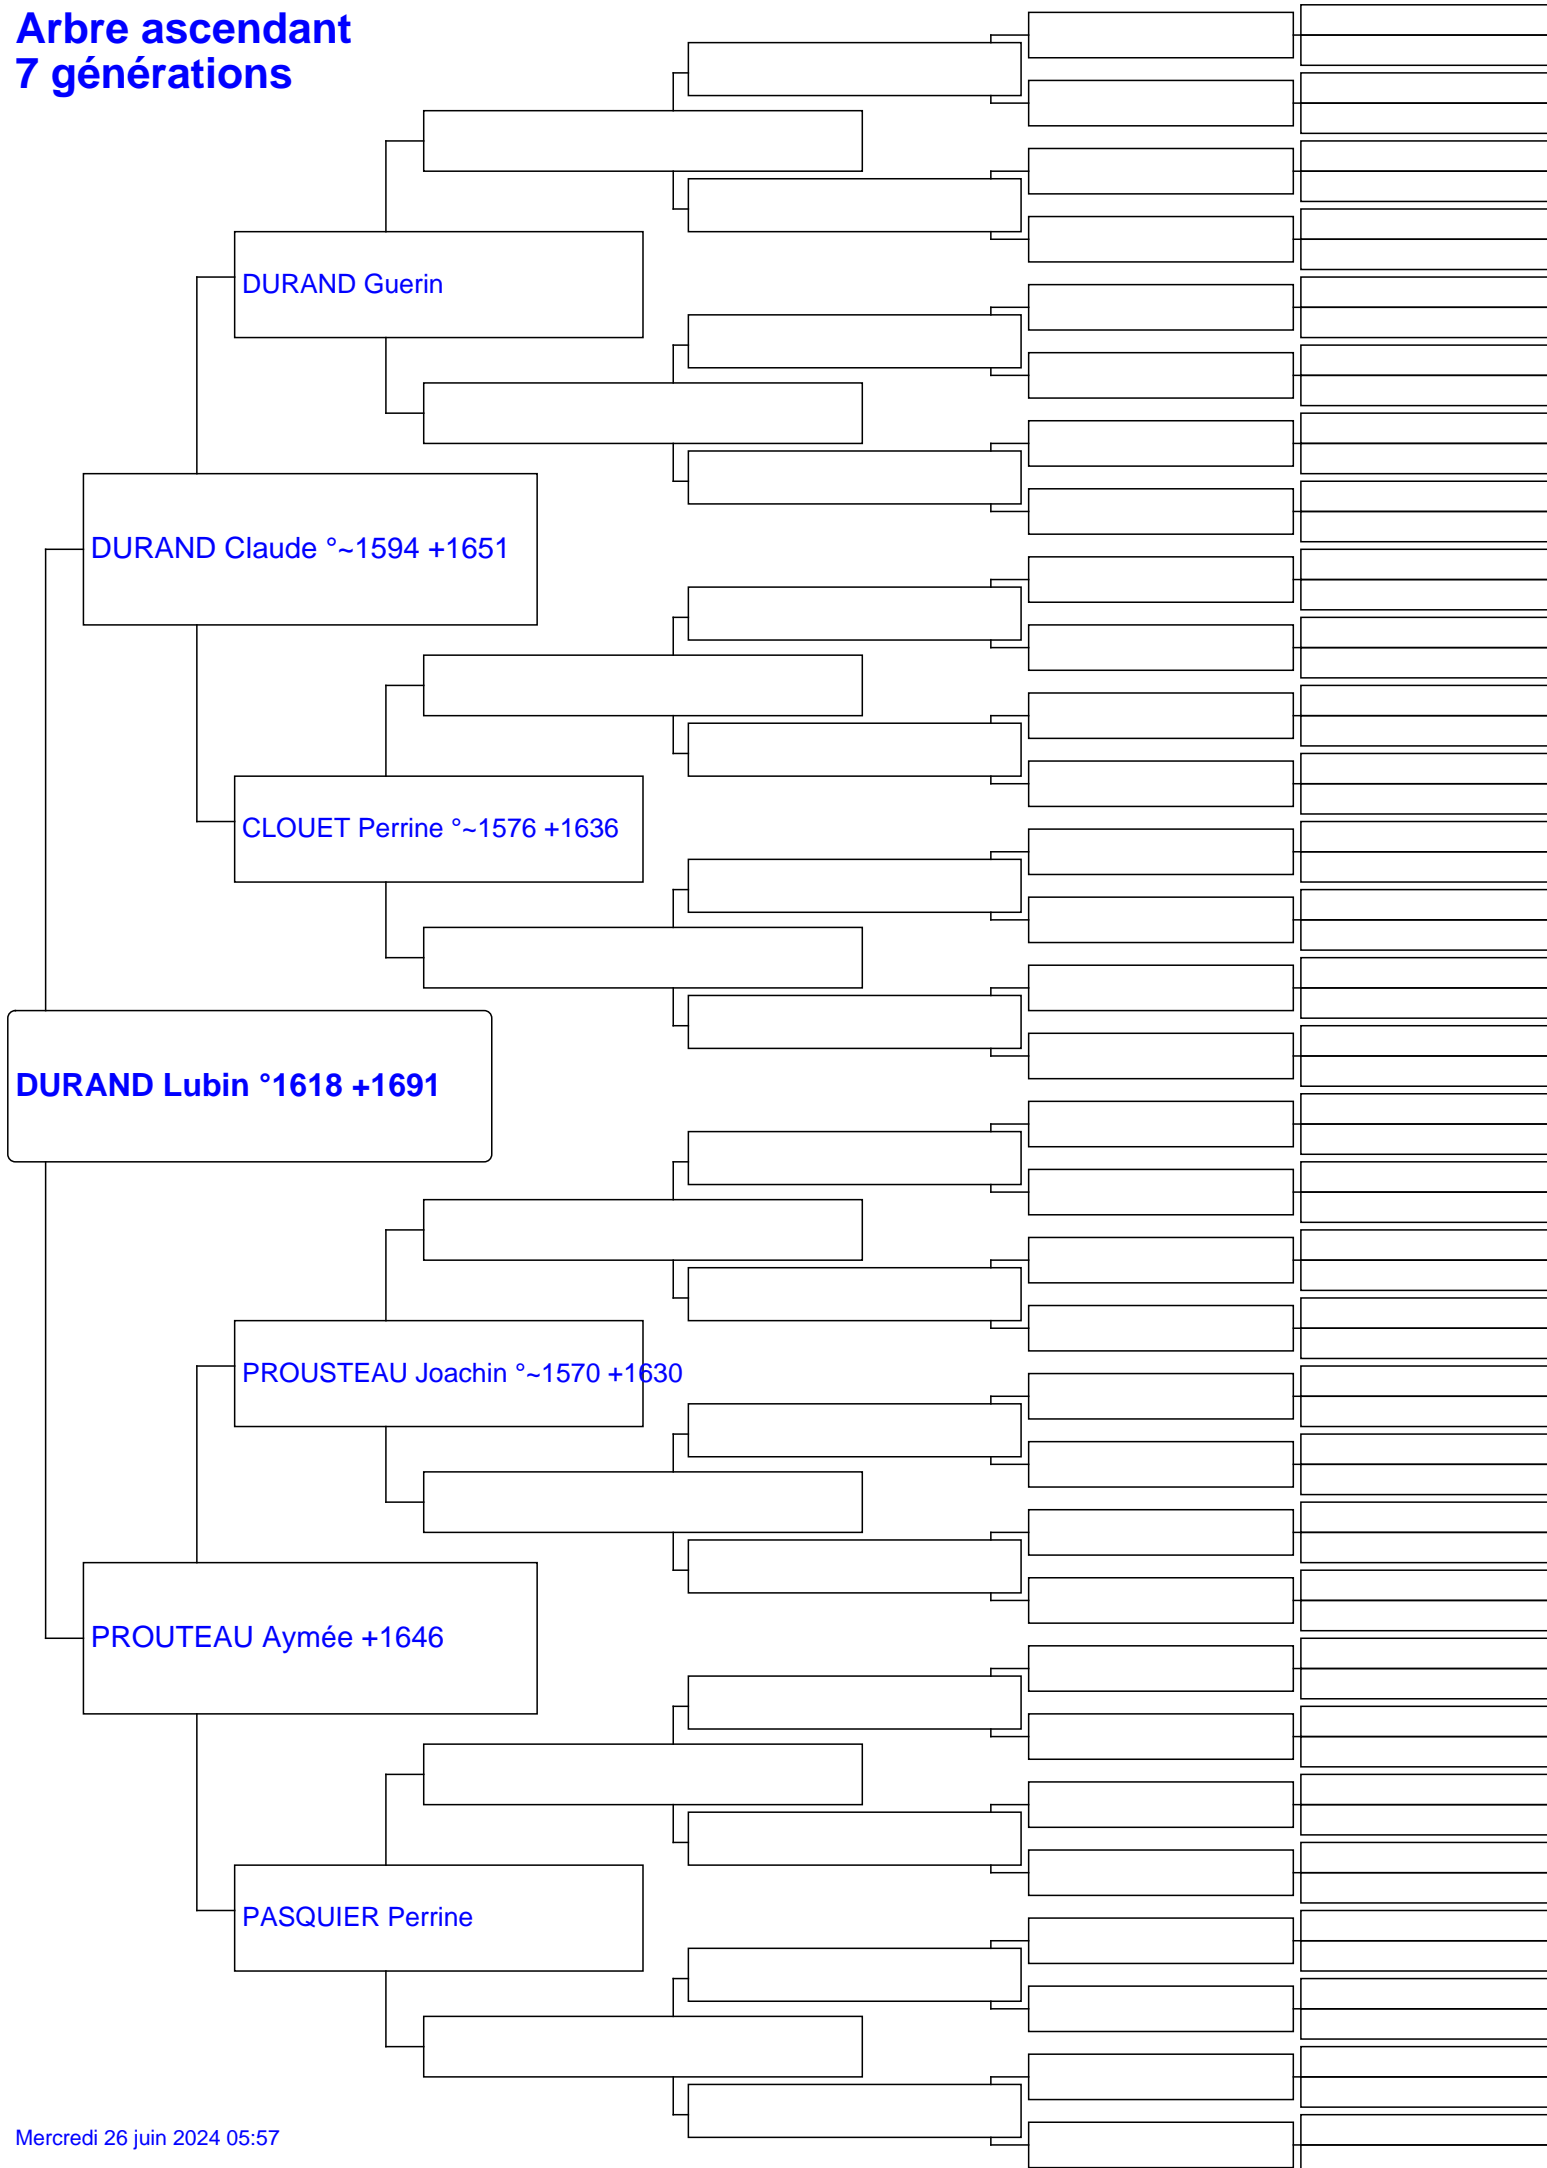 Arbre ascendant
7 générations
DURAND Guerin
DURAND Claude °~1594 +1651
CLOUET Perrine °~1576 +1636
DURAND Lubin °1618 +1691
PROUSTEAU Joachin °~1570 +1630
PROUTEAU Aymée +1646
PASQUIER Perrine
Mercredi 26 juin 2024 05:57